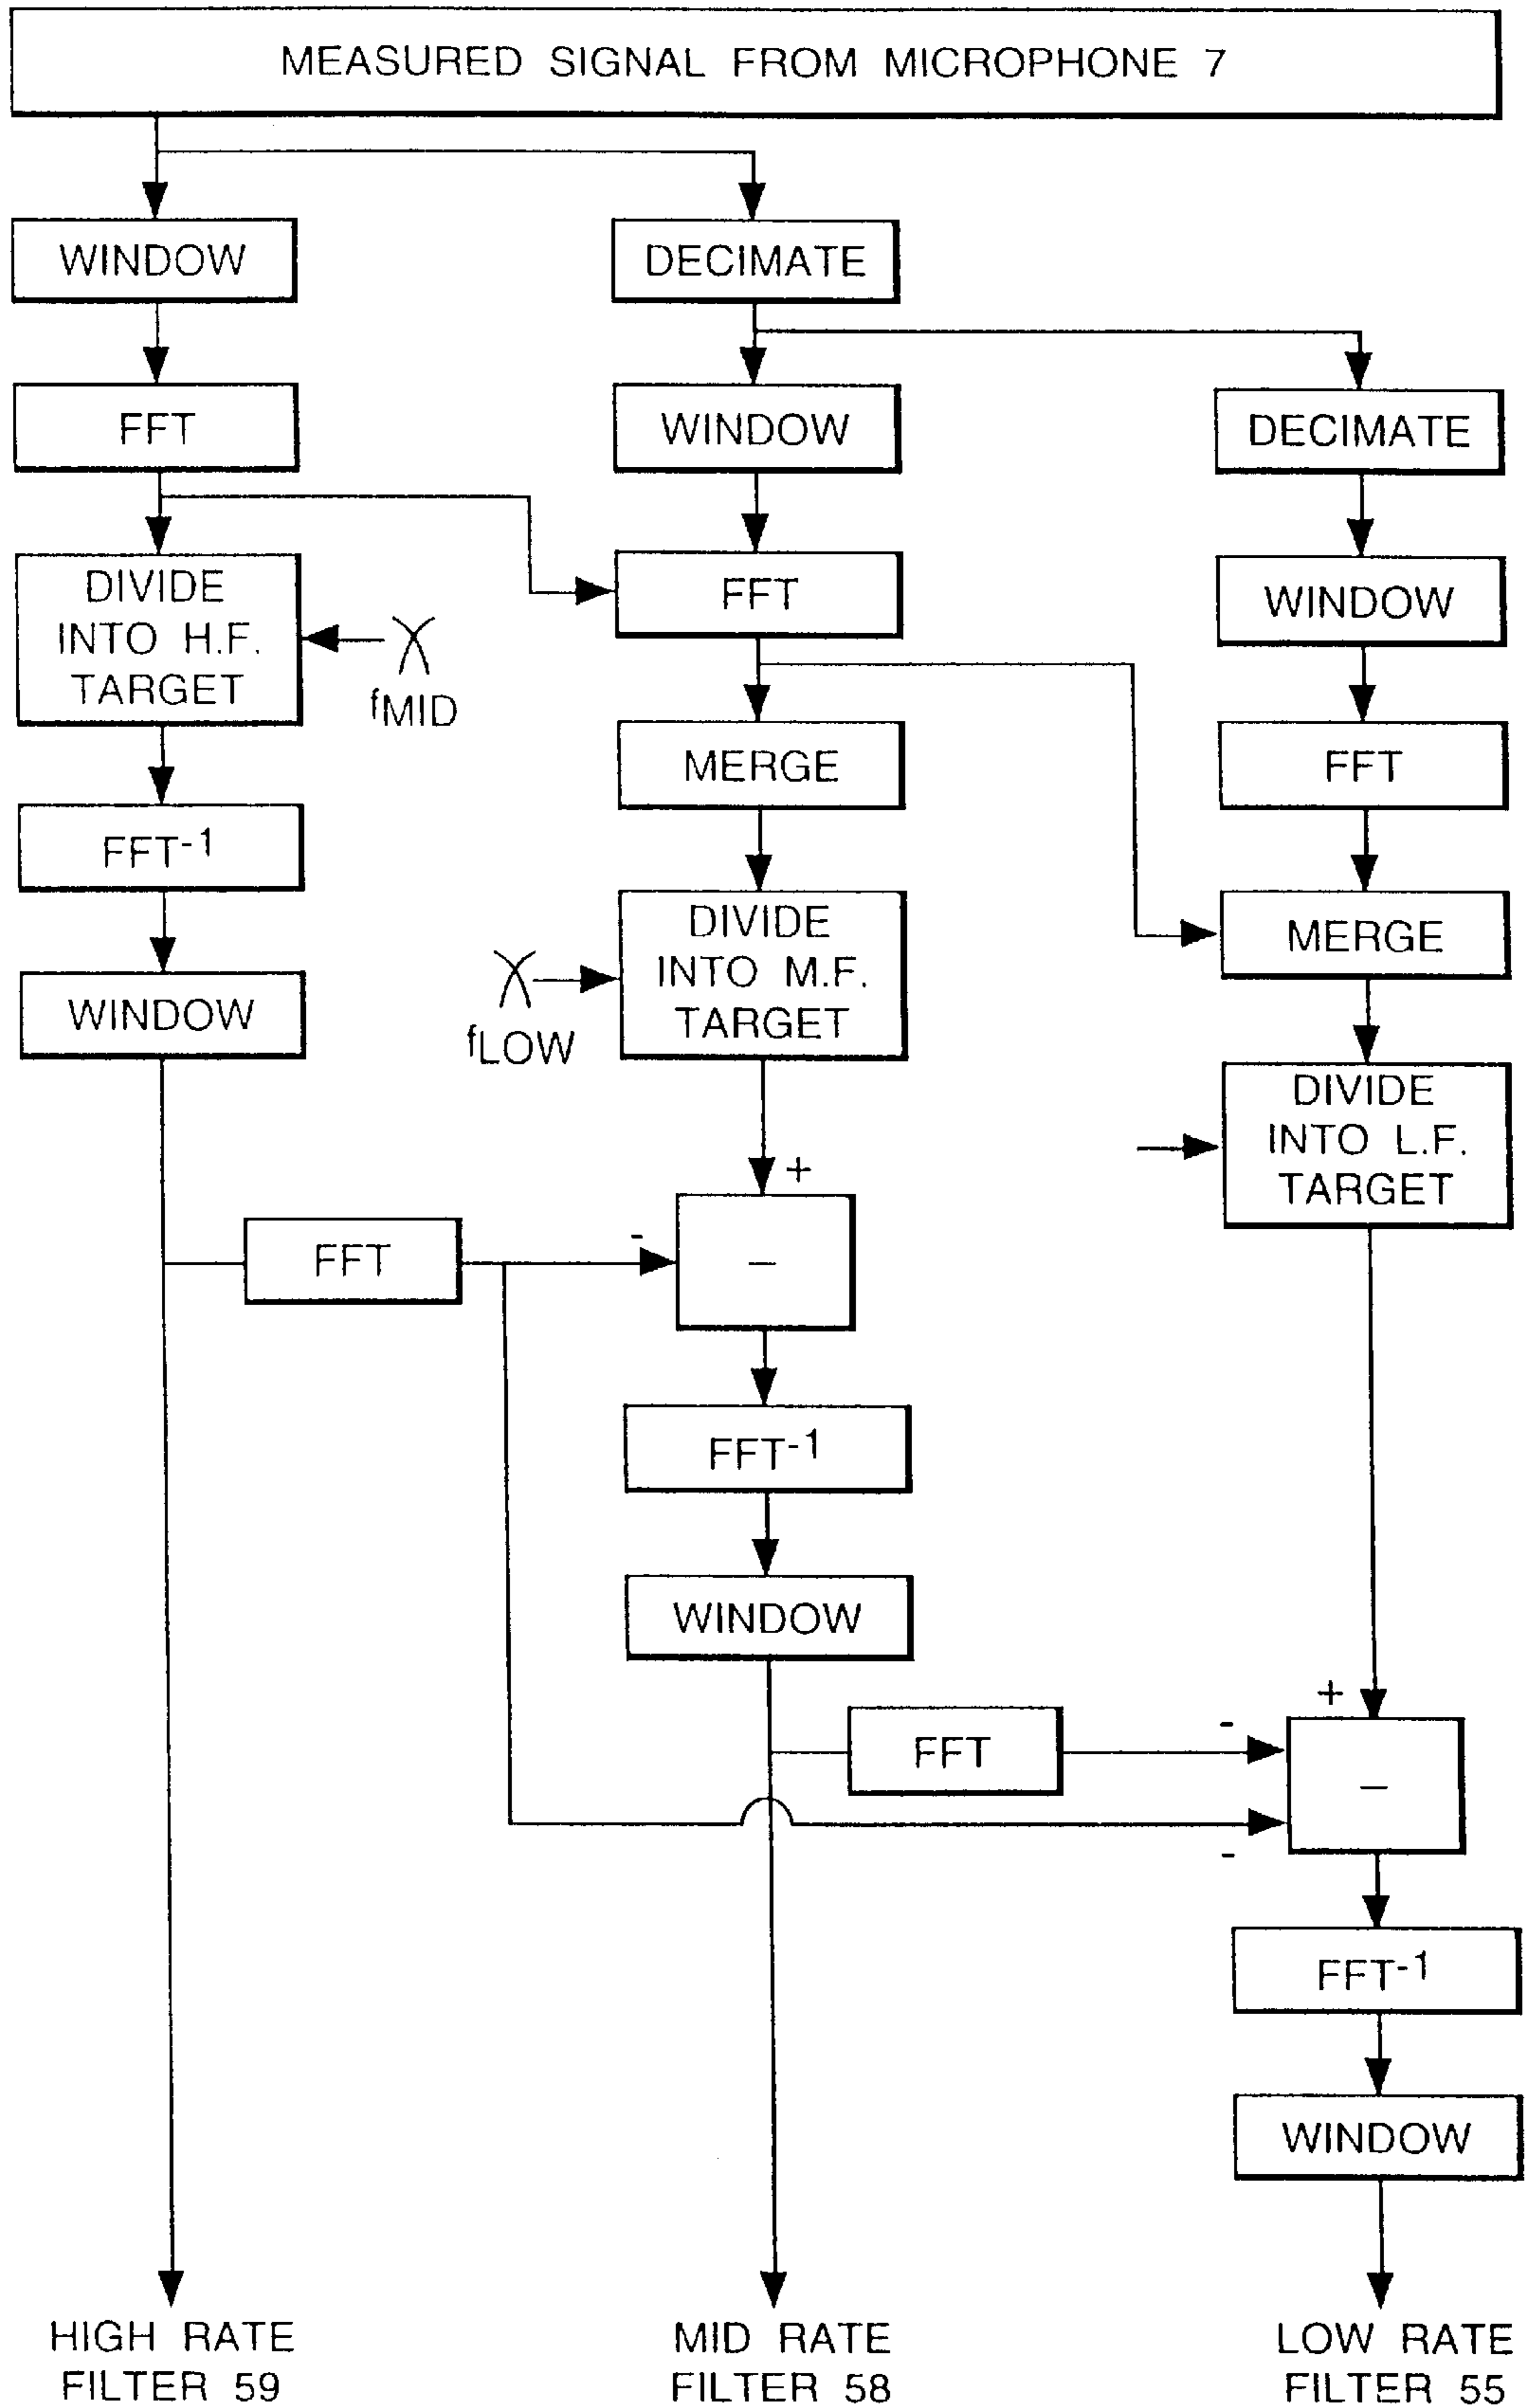 MEASURED SIGNAL FROM MICROPHONE 7
WINDOW
DECIMATE
FFT
WINDOW
DECIMATE
DIVIDE
INTO H.F.
TARGET
fMID
FFT
WINDOW
MERGE
FFT
FFT-1
DIVIDE
INTO M.F.
TARGET
fLOW
MERGE
WINDOW
DIVIDE
INTO L.F.
TARGET
+
FFT
-
–
FFT-1
WINDOW
+
FFT
-
–
-
FFT-1
WINDOW
HIGH RATE
FILTER 59
MID RATE
FILTER 58
LOW RATE
FILTER 55